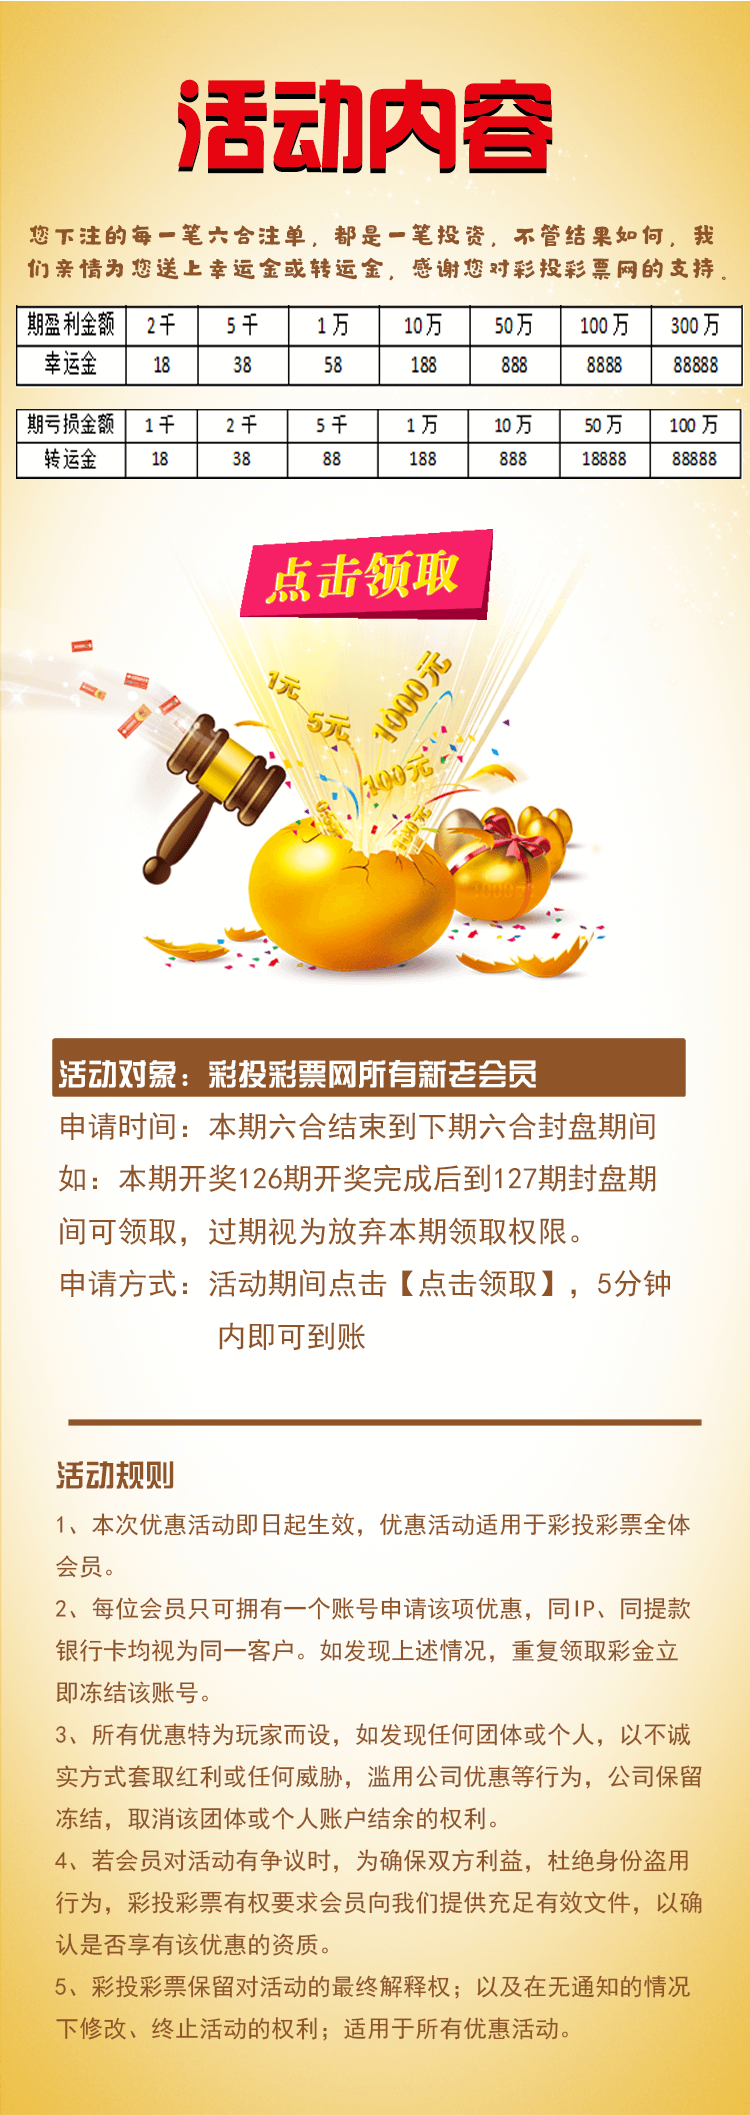 活动内容
您下注的每一笔六合注单，都是一笔投资，不管结果如何，我
们亲情为您送上幸运金或转运金，感谢您对彩投彩票网的支持.
期盈利金额 2千 5千 1万 10万 50万 100万 300万
幸运金 18 38 58 188 888 8888 88888
期亏损金额 1千 2千 5千 1万 10万 50万 100万
转运金 18 38 88 188 888 18888 88888
点击领取
1元
5元
1000元
100元
活动对象：彩投彩票网所有新老会员
申请时间：本期六合结束到下期六合封盘期间
如：本期开奖126期开奖完成后到127期封盘期
间可领取，过期视为放弃本期领取权限。
申请方式：活动期间点击【点击领取】，5分钟
内即可到账
活动规则
1、本次优惠活动即日起生效，优惠活动适用于彩投彩票全体
会员。
2、每位会员只可拥有一个账号申请该项优惠，同IP、同提款
银行卡均视为同一客户。如发现上述情况，重复领取彩金立
即冻结该账号。
3、所有优惠特为玩家而设，如发现任何团体或个人，以不诚
实方式套取红利或任何威胁，滥用公司优惠等行为，公司保留
冻结，取消该团体或个人账户结余的权利。
4、若会员对活动有争议时，为确保双方利益，杜绝身份盗用
行为，彩投彩票有权要求会员向我们提供充足有效文件，以确
认是否享有该优惠的资质。
5、彩投彩票保留对活动的最终解释权；以及在无通知的情况
下修改、终止活动的权利；适用于所有优惠活动。